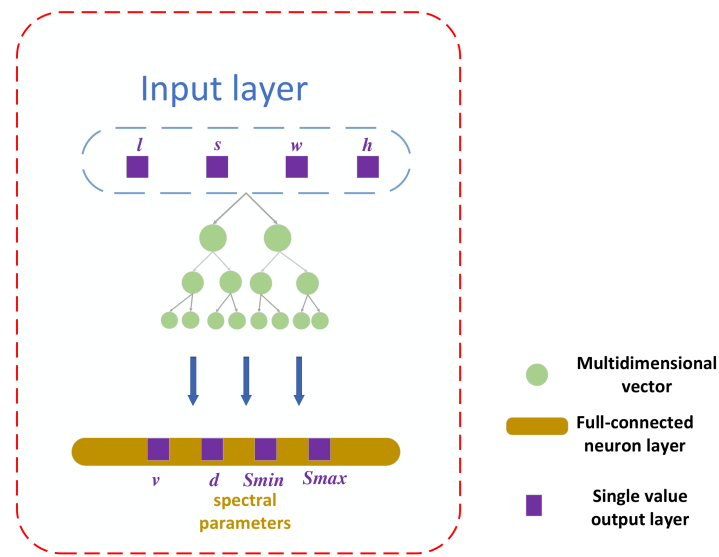 Input layer
l s w h
v d Smin Smax
spectral
parameters
Multidimensional
vector
Full-connected
neuron layer
Single value
output layer